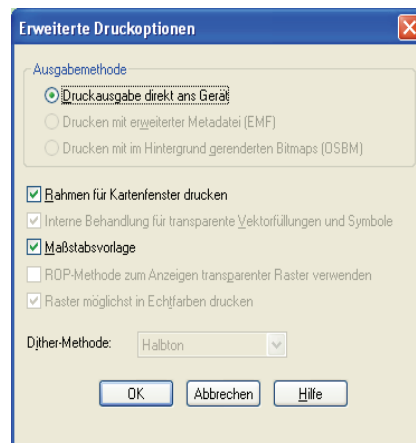 Erweiterte Druckoptionen
Ausgabemethode
Druckausgabe direkt ans Gerät
Drucken mit erweiterter Metadatei (EMF)
Drucken mit im Hintergrund gerenderten Bitmaps (OSBM)
Rahmen für Kartenfenster drucken
Interne Behandlung für transparente Vektorfüllungen und Symbole
Maßstabsvorlage
ROP-Methode zum Anzeigen transparenter Raster verwenden
Raster möglichst in Echtfarben drucken
Dither-Methode: Halbton
OK Abbrechen Hilfe